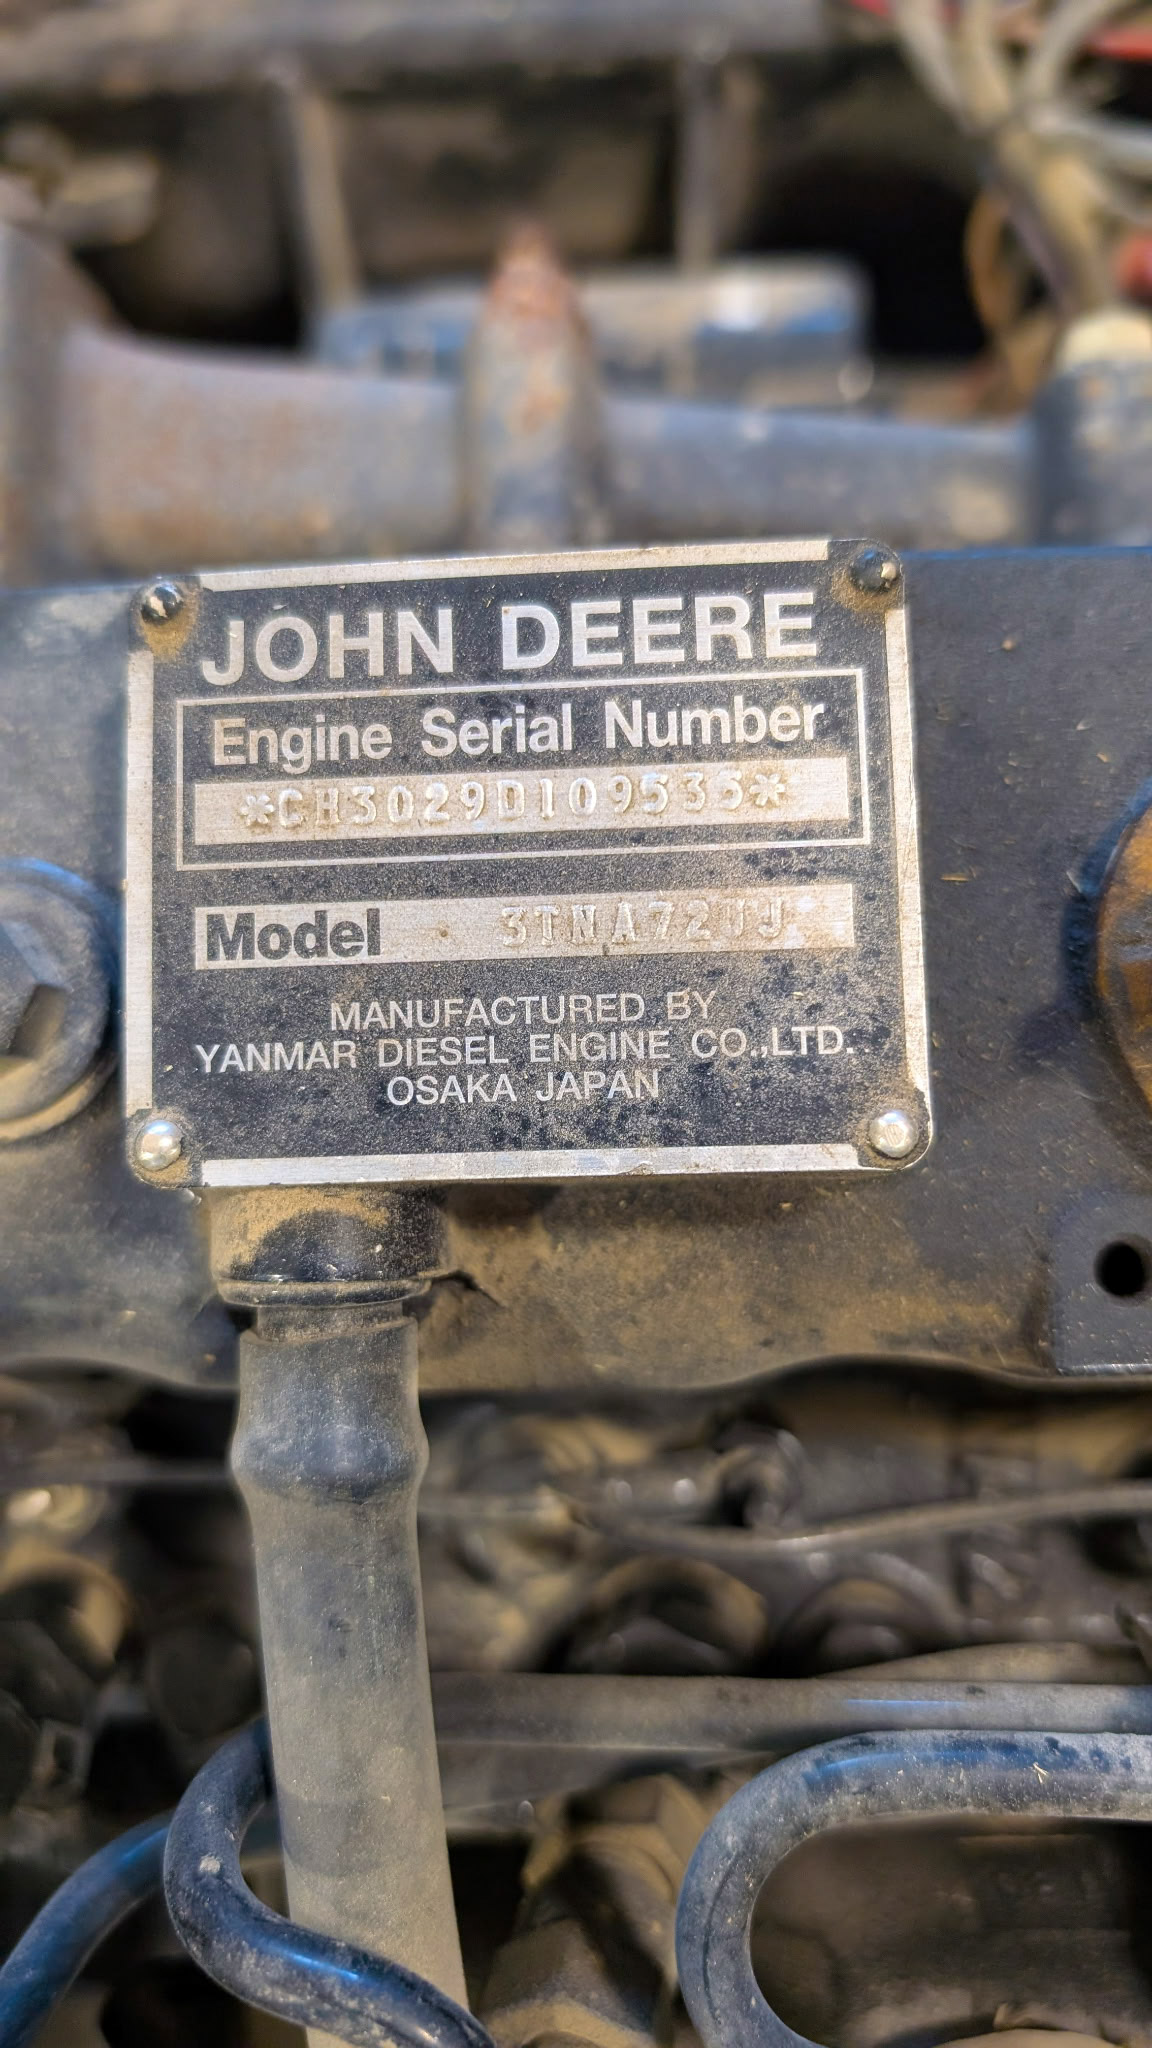 JOHN DEERE
Engine Serial Number
*CH3029D109535*
Model 3TNA72UJ
MANUFACTURED BY
YANMAR DIESEL ENGINE CO.,LTD.
OSAKA JAPAN